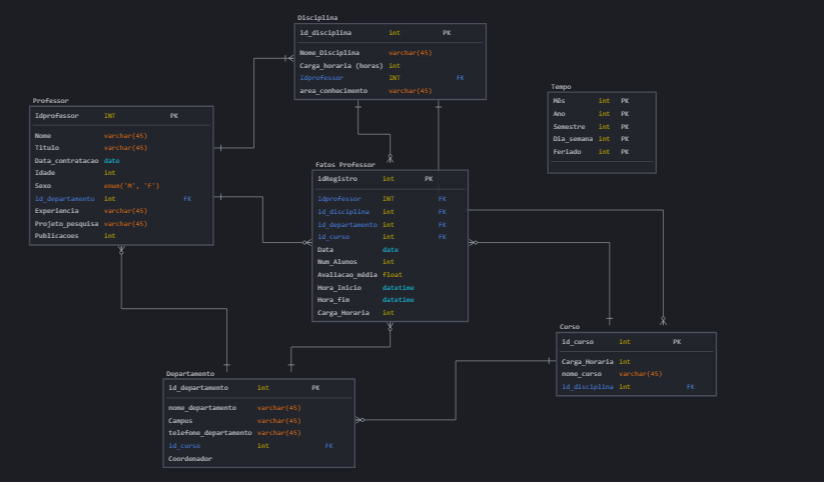 Disciplina
id_disciplina int PK
Nome_Disciplina varchar(45)
Carga_horaria (horas) int
idprofessor INT FK
area_conhecimento varchar(45)
Tempo
Mês int PK
Ano int PK
Semestre int PK
Dia_semana int PK
Feriado int PK
Professor
Idprofessor INT PK
Nome varchar(45)
Titulo varchar(45)
Data_contratacao date
Idade int
Sexo enum('M', 'F')
id_departamento int FK
Experiencia varchar(45)
Projeto_pesquisa varchar(45)
Publicacoes int
fatos Professor
idRegistro int PK
Idprofessor INT FK
id_disciplina int FK
id_departamento int FK
id_curso int FK
Data date
Num_Alunos int
Avaliacao_média float
Hora_Inicio datetime
Hora_fim datetime
Carga_Horaria int
Curso
id_curso int PK
Carga_Horaria int
nome_curso varchar(45)
id_disciplina int FK
Departamento
id_departamento int PK
nome_departamento varchar(45)
Campus varchar(45)
telefone_departamento varchar(45)
id_curso int FK
Coordenador